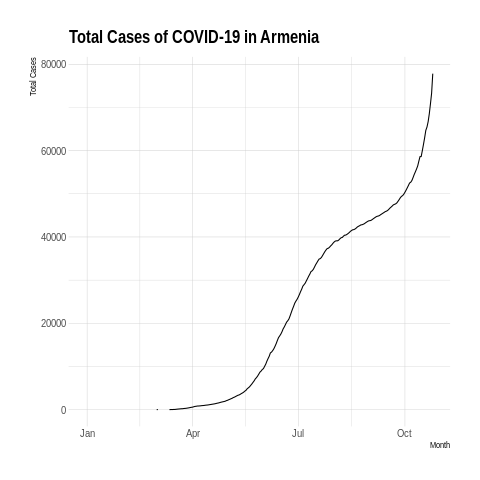 Total Cases of COVID-19 in Armenia
Total Cases
80000
60000
40000
20000
0
Jan Apr Jul Oct
Month